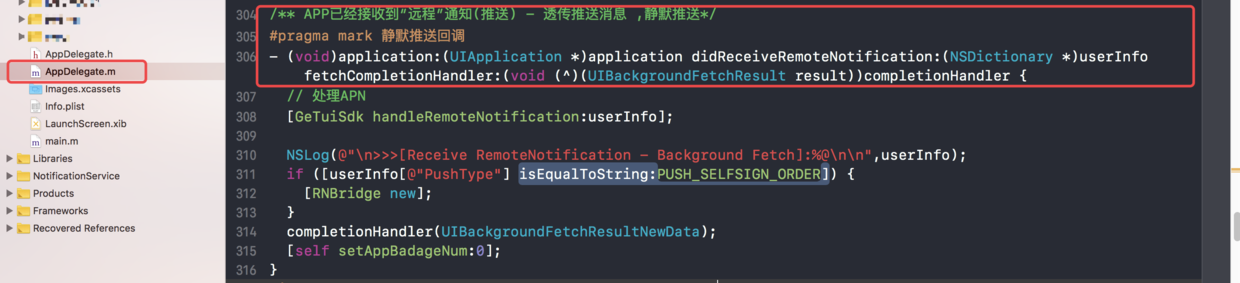 AppDelegate.h
AppDelegate.m
Images.xcassets
Info.plist
LaunchScreen.xib
main.m
Libraries
NotificationService
Products
Frameworks
Recovered References
304 /** APP已经接收到“远程”通知(推送) - 透传推送消息 ,静默推送*/
305 #pragma mark 静默推送回调
306 - (void)application:(UIApplication *)application didReceiveRemoteNotification:(NSDictionary *)userInfo
fetchCompletionHandler:(void (^)(UIBackgroundFetchResult result))completionHandler {
307 // 处理APN
308 [GeTuiSdk handleRemoteNotification:userInfo];
309
310 NSLog(@"\n>>>[Receive RemoteNotification - Background Fetch]:%@\n\n",userInfo);
311 if ([userInfo[@"PushType"] isEqualToString:PUSH_SELFSIGN_ORDER]) {
312 [RNBridge new];
313 }
314 completionHandler(UIBackgroundFetchResultNewData);
315 [self setAppBadageNum:0];
316 }